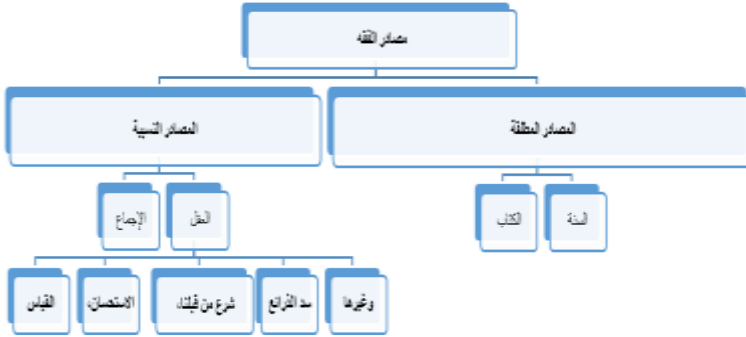 مصادر الفقه
المصادر المطلقة
المصادر النسبية
السنة
الكتاب
العقل
الإجماع
وغيرها
سد الذرائع
شرع من قبلنا،
الاستحسان،
القياس